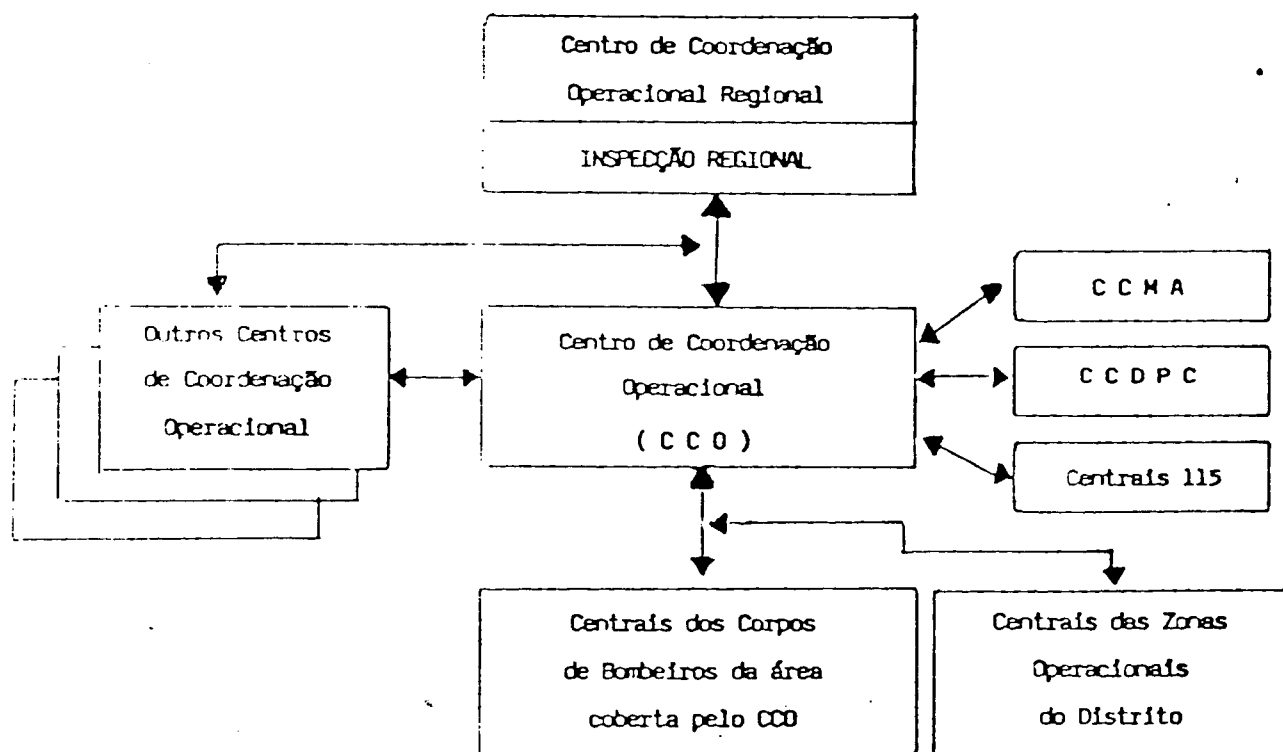 Centro de Coordenação
Operacional Regional
INSPECÇÃO REGIONAL
Outros Centros
de Coordenação
Operacional
Centro de Coordenação
Operacional
( C C O )
C C M A
C C D P C
Centrais 115
Centrais dos Corpos
de Bombeiros da área
coberta pelo CCO
Centrais das Zonas
Operacionais
do Distrito